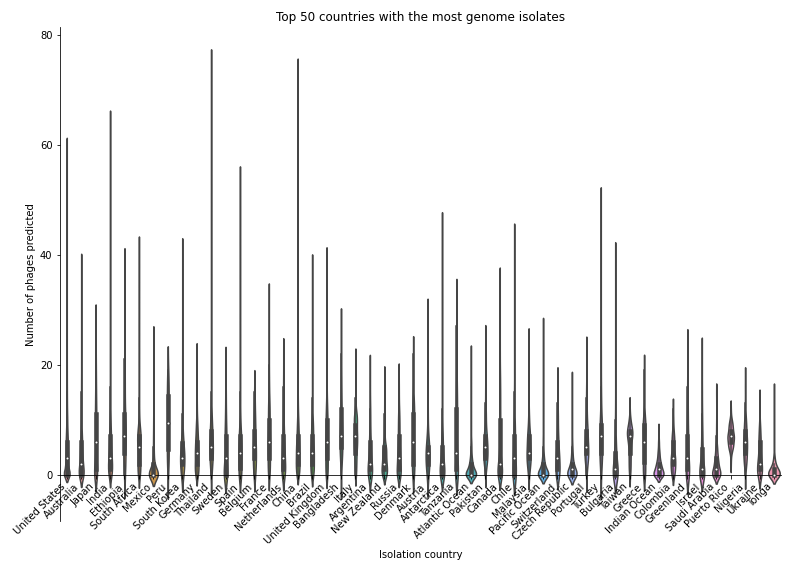 Top 50 countries with the most genome isolates
Number of phages predicted
80
60
40
20
0
United States
Australia
Japan
India
Ethiopia
South Africa
Mexico
Peru
South Korea
Germany
Thailand
Sweden
Spain
Belgium
France
Netherlands
China
Brazil
United Kingdom
Bangladesh
Italy
Argentina
New Zealand
Russia
Denmark
Austria
Antarctica
Tanzania
Atlantic Ocean
Pakistan
Canada
Chile
Malaysia
Pacific Ocean
Switzerland
Czech Republic
Portugal
Turkey
Bulgaria
Taiwan
Greece
Indian Ocean
Colombia
Greenland
Israel
Saudi Arabia
Puerto Rico
Nigeria
Ukraine
Tonga
Isolation country